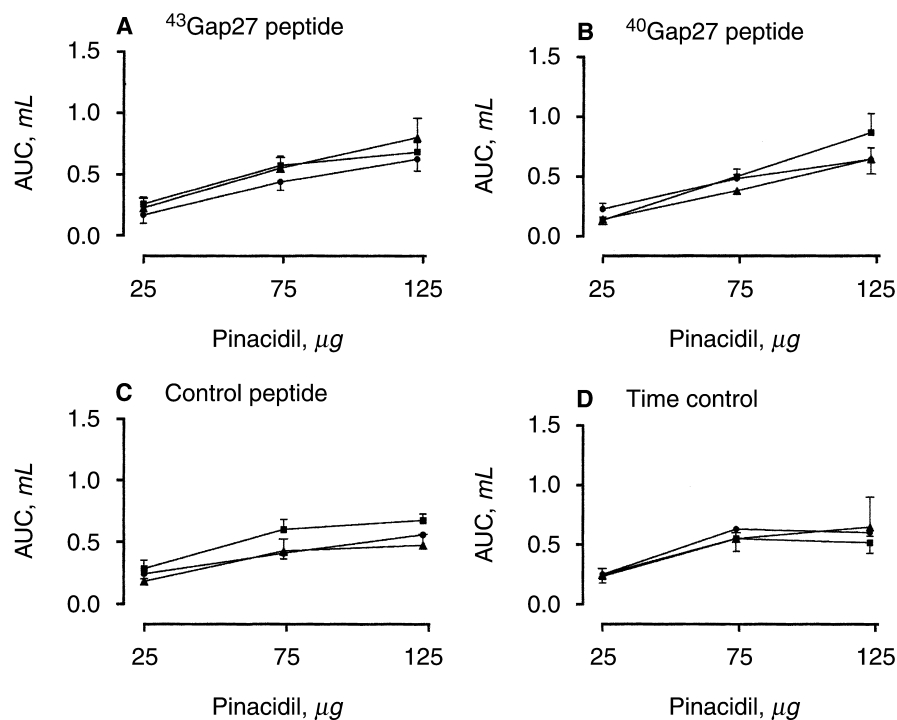 A ⁴³Gap27 peptide
1.5
1.0
0.5
0.0
AUC, mL
25 75 125
Pinacidil, μg
B ⁴⁰Gap27 peptide
1.5
1.0
0.5
0.0
AUC, mL
25 75 125
Pinacidil, μg
C Control peptide
1.5
1.0
0.5
0.0
AUC, mL
25 75 125
Pinacidil, μg
D Time control
1.5
1.0
0.5
0.0
AUC, mL
25 75 125
Pinacidil, μg